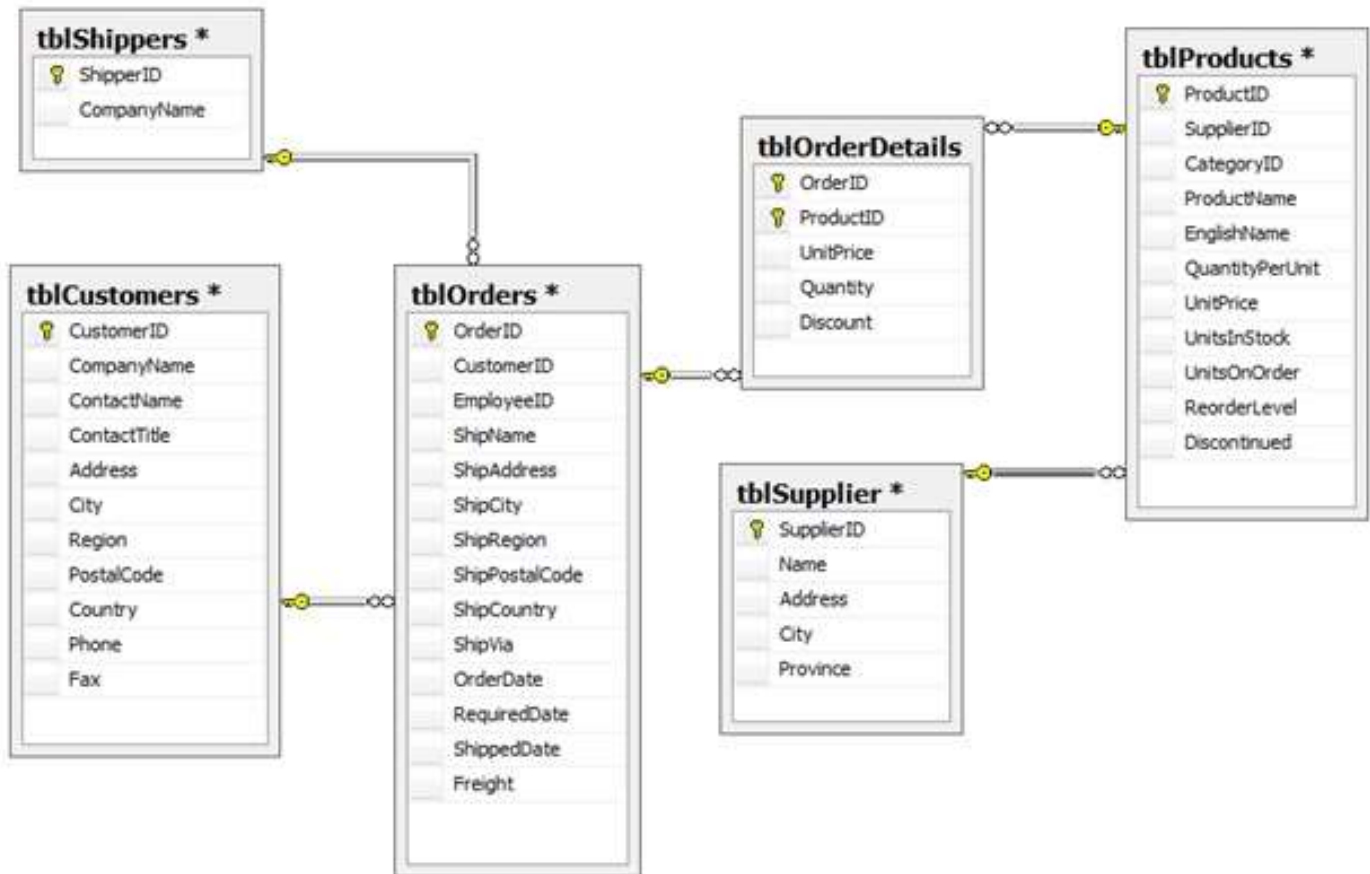 tblShippers *
ShipperID
CompanyName
tblCustomers *
CustomerID
CompanyName
ContactName
ContactTitle
Address
City
Region
PostalCode
Country
Phone
Fax
tblOrders *
OrderID
CustomerID
EmployeeID
ShipName
ShipAddress
ShipCity
ShipRegion
ShipPostalCode
ShipCountry
ShipVia
OrderDate
RequiredDate
ShippedDate
Freight
tblOrderDetails
OrderID
ProductID
UnitPrice
Quantity
Discount
tblSupplier *
SupplierID
Name
Address
City
Province
tblProducts *
ProductID
SupplierID
CategoryID
ProductName
EnglishName
QuantityPerUnit
UnitPrice
UnitsInStock
UnitsOnOrder
ReorderLevel
Discontinued